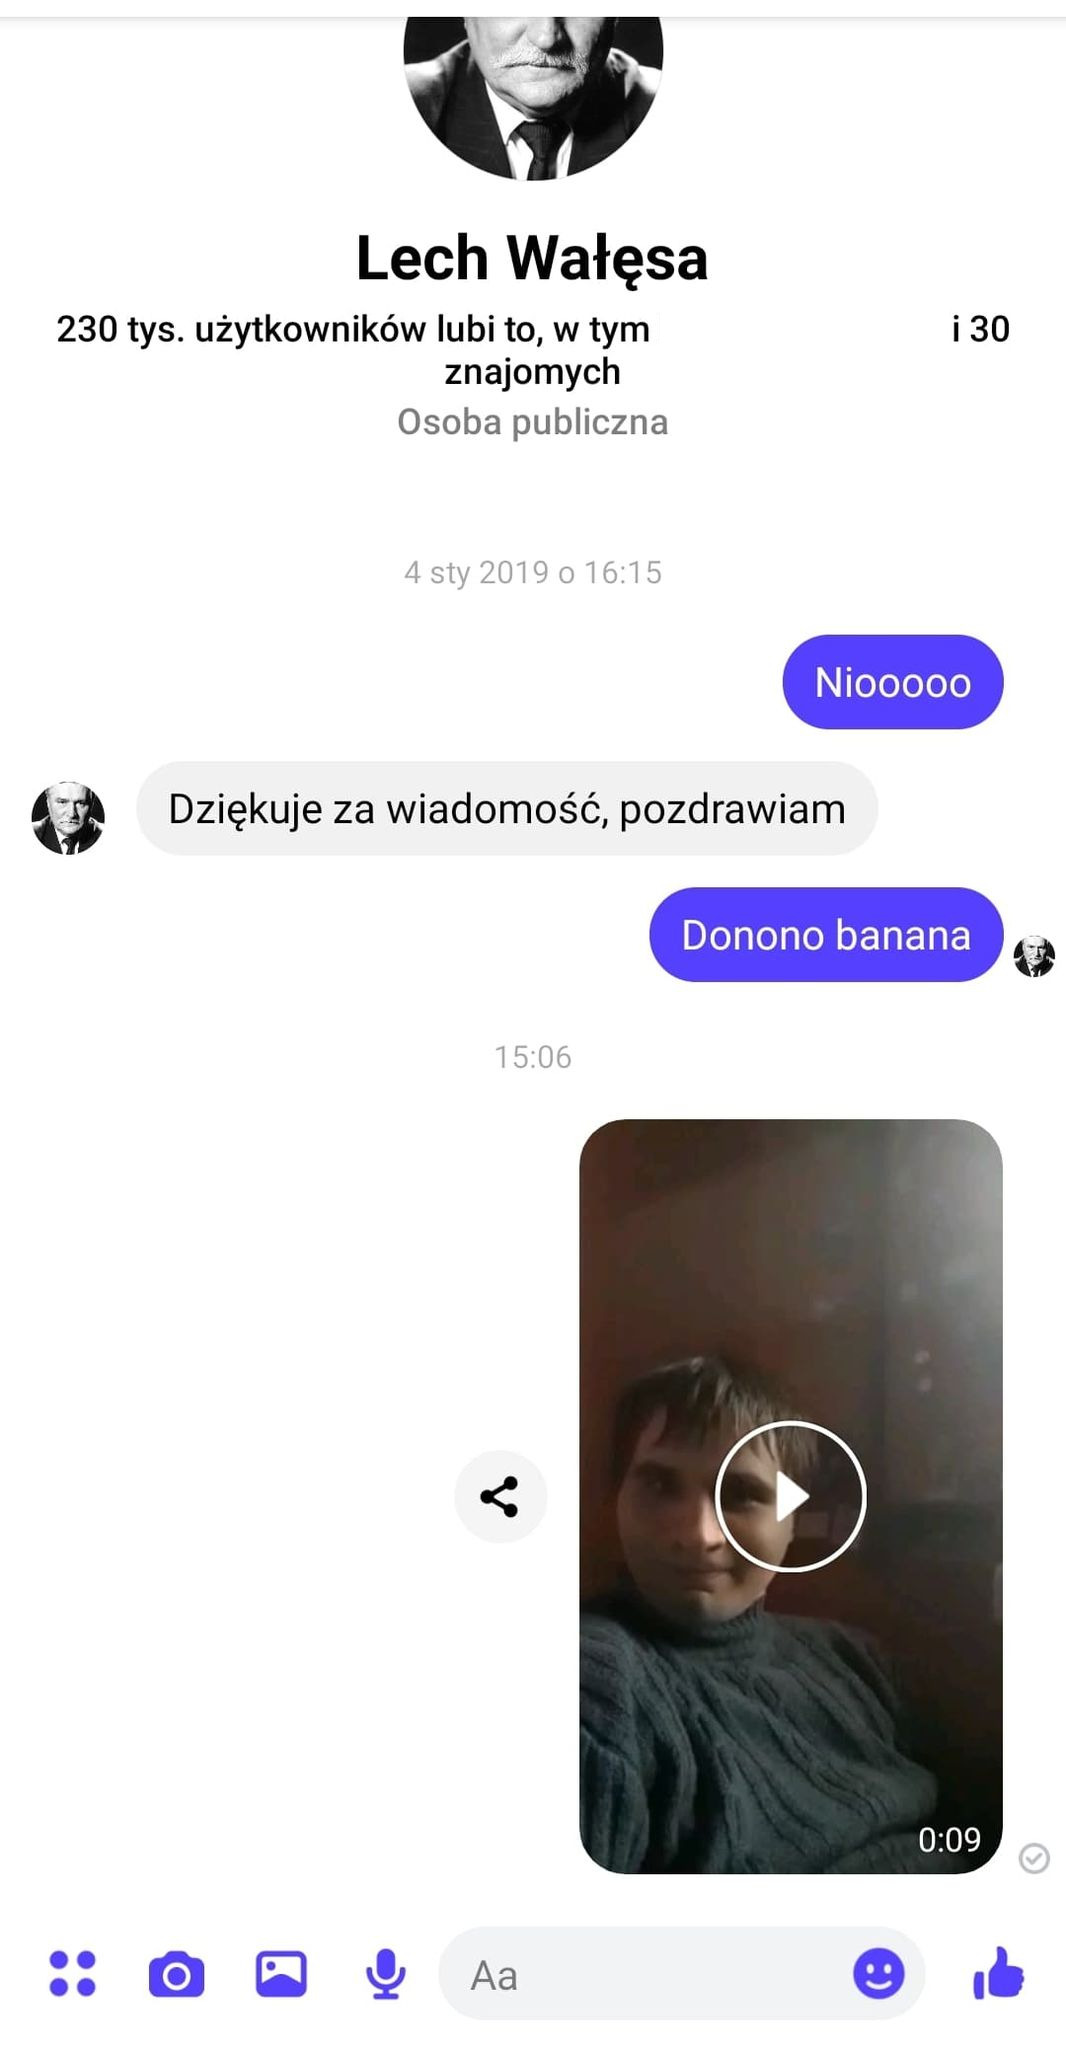 Lech Wałęsa
230 tys. użytkowników lubi to, w tym i 30
znajomych
Osoba publiczna
4 sty 2019 o 16:15
Niooooo
Dziękuje za wiadomość, pozdrawiam
Donono banana
15:06
0:09
Aa